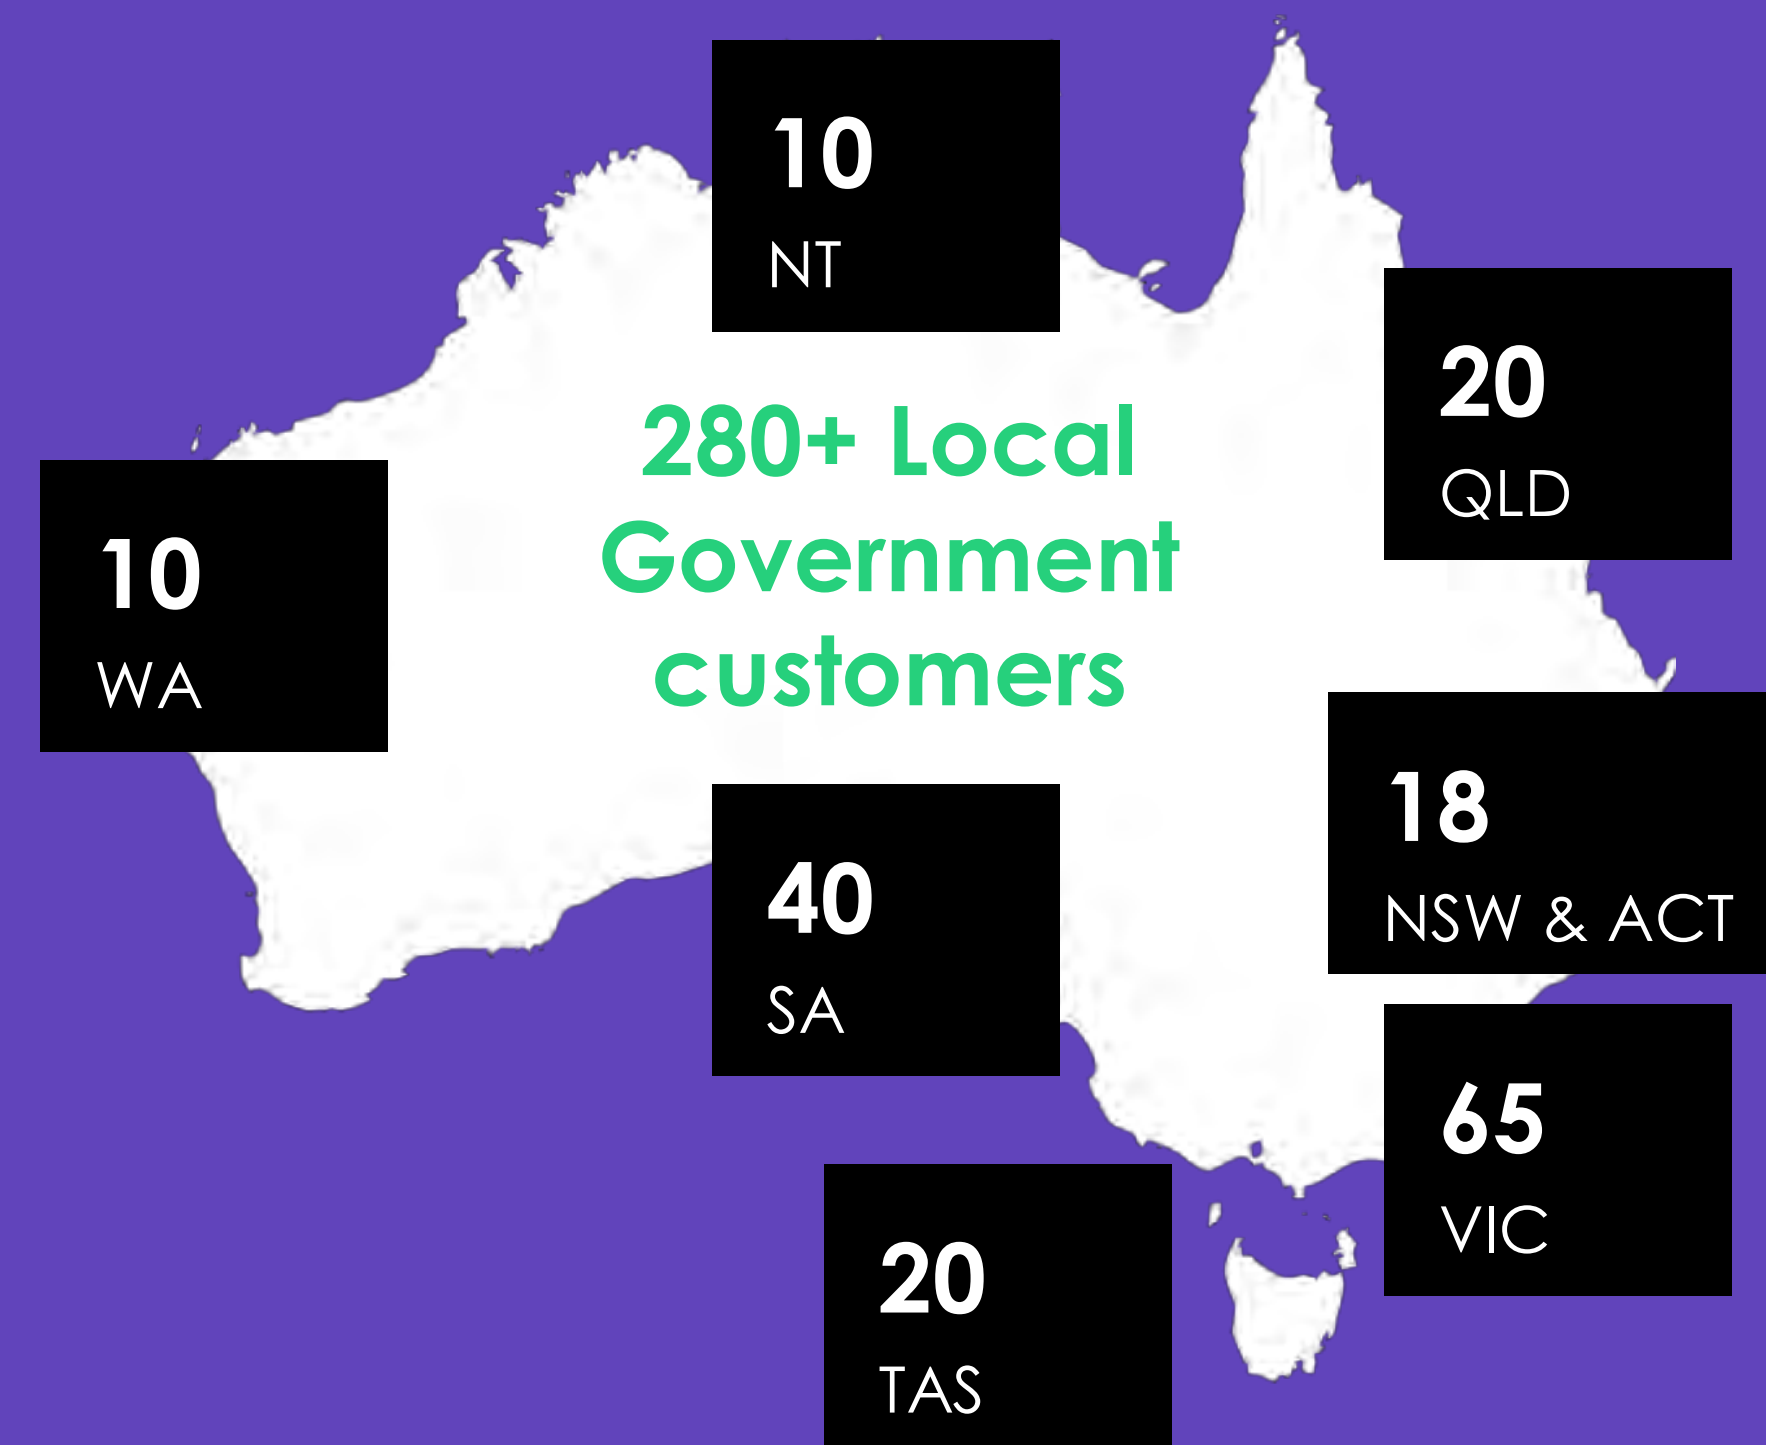 10
NT
20
QLD
280+ Local
Government
customers
10
WA
18
NSW & ACT
40
SA
65
VIC
20
TAS